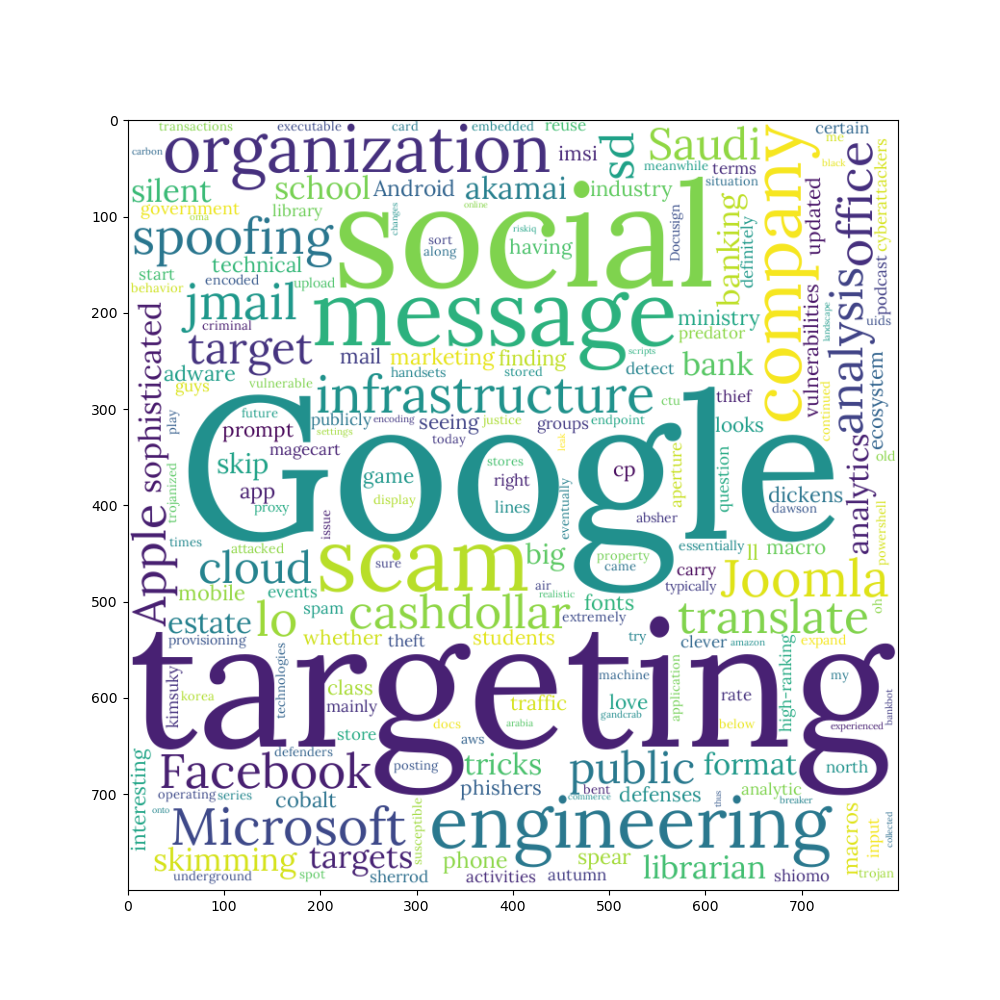 0
100
200
300
400
500
600
700
transactions executable card embedded reuse certain
carbon organization imsi sd Saudi terms me black
meanwhile situation
silent school Android akamai industry
government library online changes
company office cyberattackers
spoofing social riskiq sort along having Docusign banking definitely updated
technical
start encoded upload
behavior
jmail message ministry predator
criminal
podcast uids landscape
target mail marketing finding scripts detect bank
adware handsets stored
guys vulnerable
vulnerabilities analysis ecosystem
sophisticated
infrastructure ctu thief
play future publicly encoding seeing justice groups endpoint looks continued
prompt settings today leak
magecart
Google
skip game stores right cp aperture question
app display lines eventually absher dickens dawson
proxy issue
trojanized
analytics old powershell
times attacked
scam sure big property came essentially ll macro
cloud air carry typically Joomla
Apple
mobile events realistic
spam cashdollar fonts extremely translate oh
estate lo
provisioning whether theft students try clever amazon expand
targeting
kimsuky korea technologies class mainly traffic machine love gandcrab application rate high-ranking my experienced bankbot
docs arabia below
store aws
defenders
interesting Facebook posting tricks public format north
phishers bent defenses analytic
operating series cobalt commerce thus breaker
onto
Microsoft susceptible engineering macros input collected
skimming targets phone spear librarian trojan
underground spot sherrod activities autumn shiomo
0 100 200 300 400 500 600 700